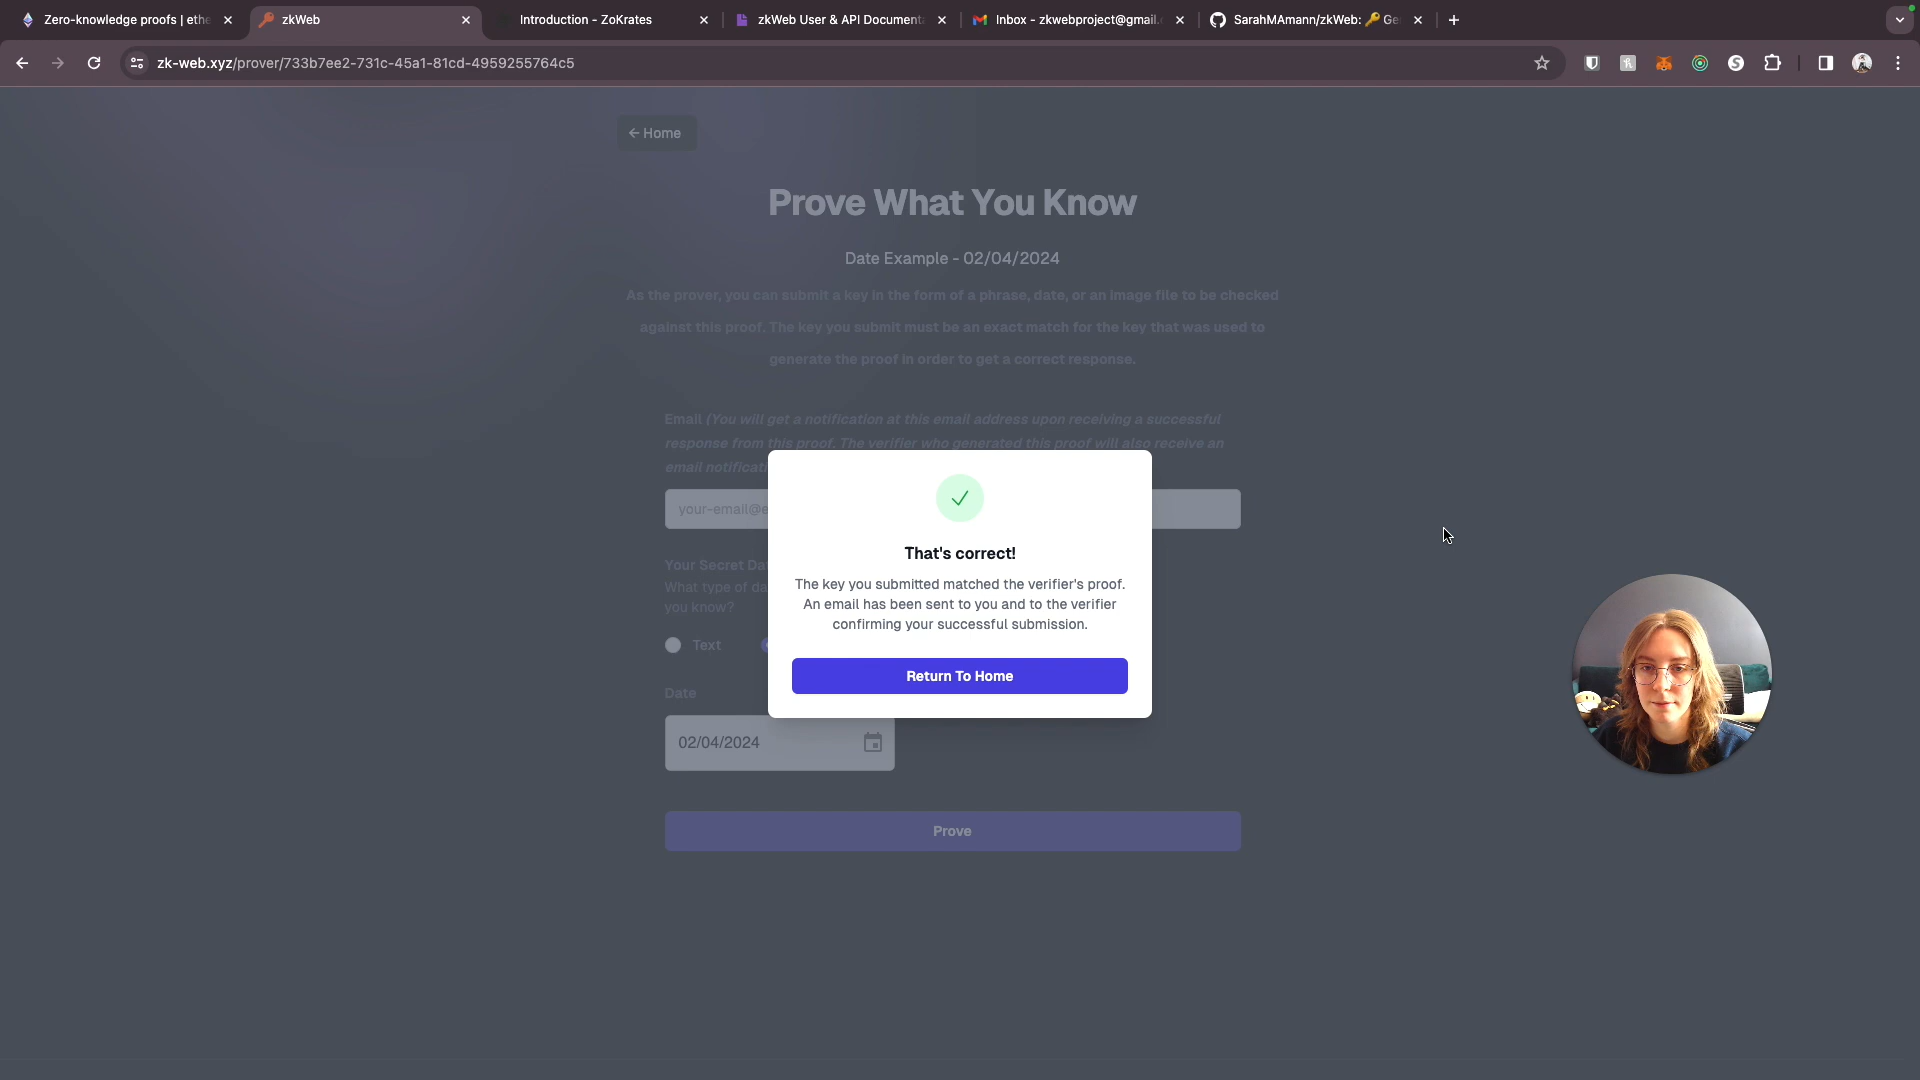 Zero-knowledge proofs | ethe
zkWeb
Introduction - ZoKrates
zkWeb User & API Documenta
Inbox - zkwebproject@gmail.c
SarahMAmann/zkWeb: 🔑 Ge
zk-web.xyz/prover/733b7ee2-731c-45a1-81cd-4959255764c5
← Home
Prove What You Know
Date Example - 02/04/2024
As the prover, you can submit a key in the form of a phrase, date, or an image file to be checked
against this proof. The key you submit must be an exact match for the key that was used to
generate the proof in order to get a correct response.
Email (You will get a notification at this email address upon receiving a successful
response from this proof. The verifier who generated this proof will also receive an
email notificati
your-email@e
Your Secret Da
What type of da
you know?
Text
Date
02/04/2024
Prove
That's correct!
The key you submitted matched the verifier's proof.
An email has been sent to you and to the verifier
confirming your successful submission.
Return To Home